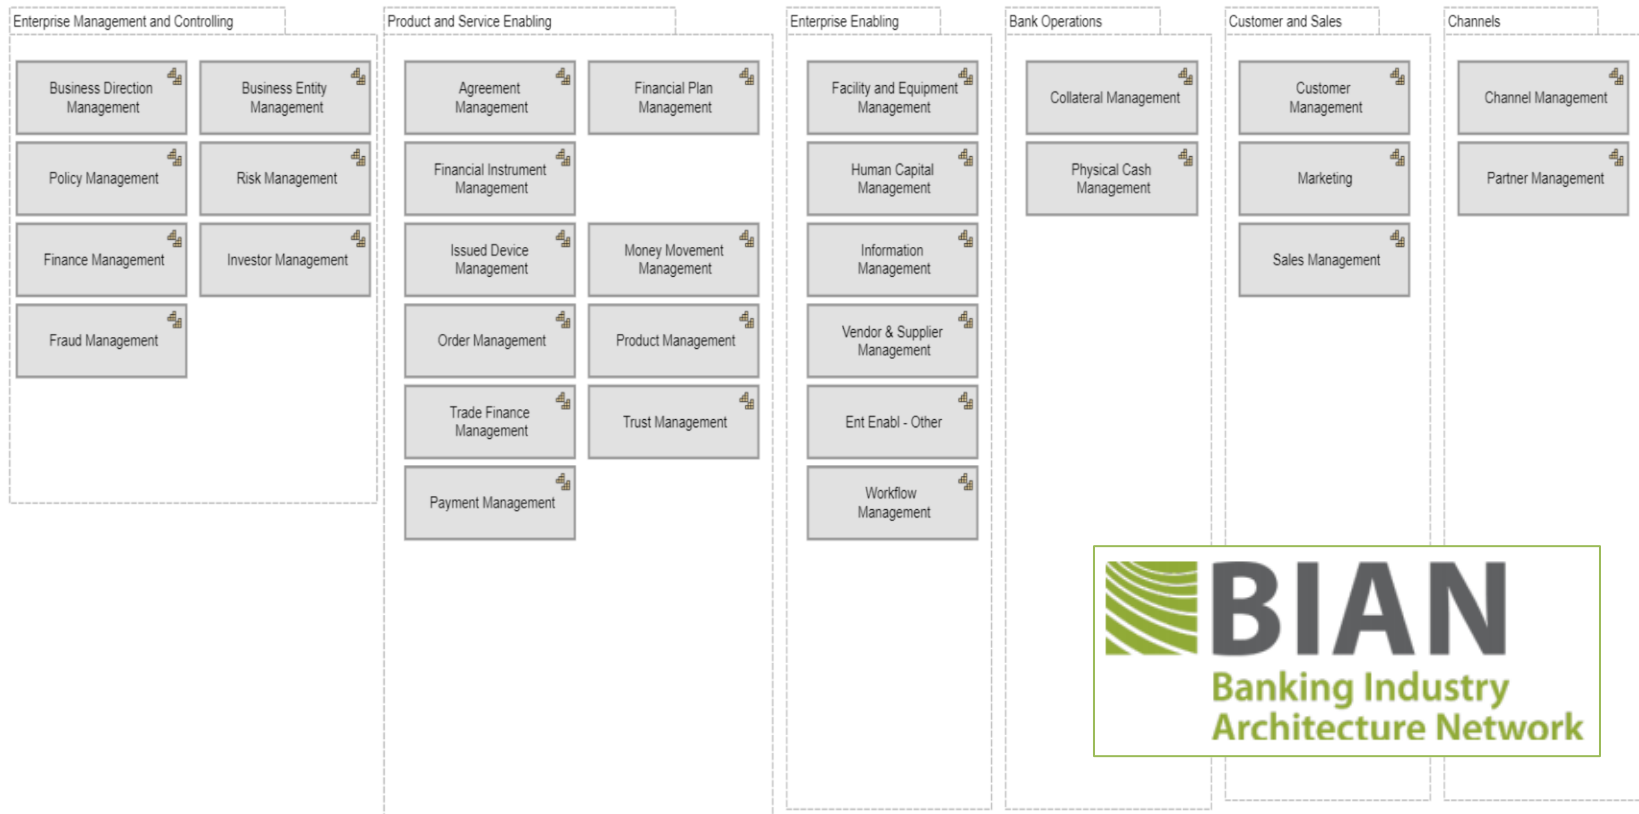 Enterprise Management and Controlling
Business Direction
Management
Business Entity
Management
Policy Management
Risk Management
Finance Management
Investor Management
Fraud Management
Product and Service Enabling
Agreement
Management
Financial Plan
Management
Financial Instrument
Management
Issued Device
Management
Money Movement
Management
Order Management
Product Management
Trade Finance
Management
Trust Management
Payment Management
Enterprise Enabling
Facility and Equipment
Management
Human Capital
Management
Information
Management
Vendor & Supplier
Management
Ent Enabl - Other
Workflow
Management
Bank Operations
Collateral Management
Physical Cash
Management
Customer and Sales
Customer
Management
Marketing
Sales Management
Channels
Channel Management
Partner Management
BIAN
Banking Industry
Architecture Network